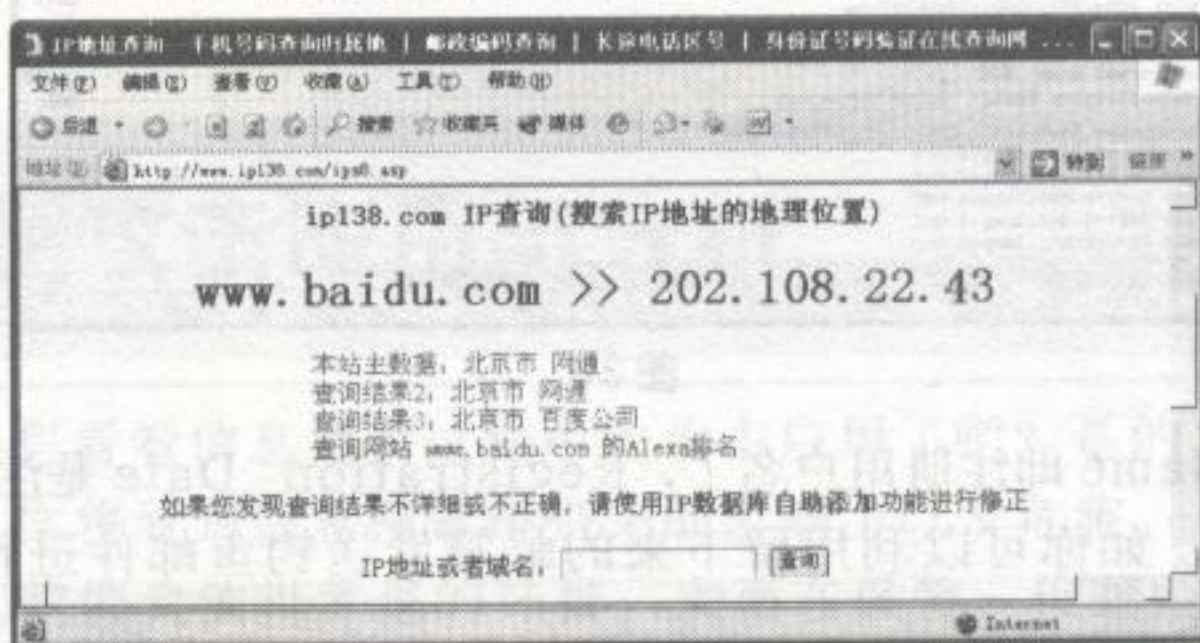 IP地址查询 手机号码查询归属地 | 邮政编码查询 | 长途电话区号 | 身份证号码验证在线查询网 ...
文件(F) 编辑(E) 查看(V) 收藏(A) 工具(T) 帮助(H)
后退 搜索 收藏夹 媒体
地址(D) http://www.ip138.com/ips8.asp 转到 链接 »
ip138.com IP查询(搜索IP地址的地理位置)
www.baidu.com >> 202.108.22.43
本站主数据: 北京市 网通
查询结果2: 北京市 网通
查询结果3: 北京市 百度公司
查询网站 www.baidu.com 的Alexa排名
如果您发现查询结果不详细或不正确, 请使用IP数据库自助添加功能进行修正
IP地址或者域名: 查询
Internet